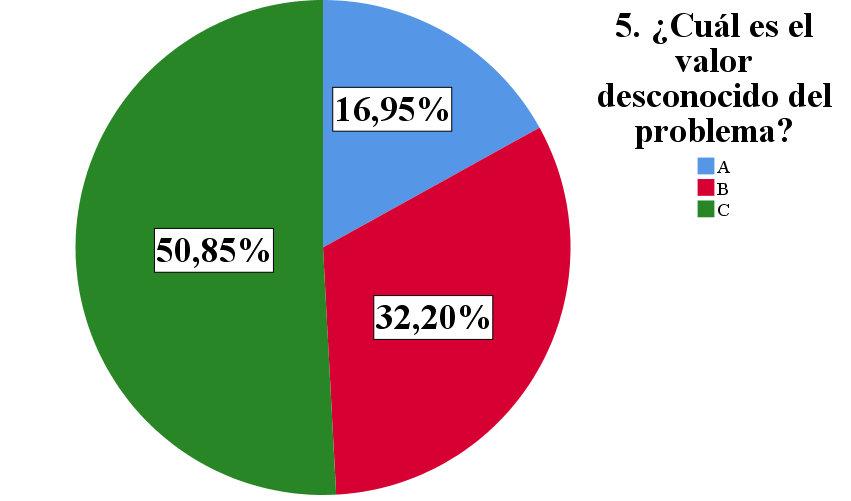 5. ¿Cuál es el
valor
desconocido del
problema?
A
B
C
16,95%
50,85%
32,20%